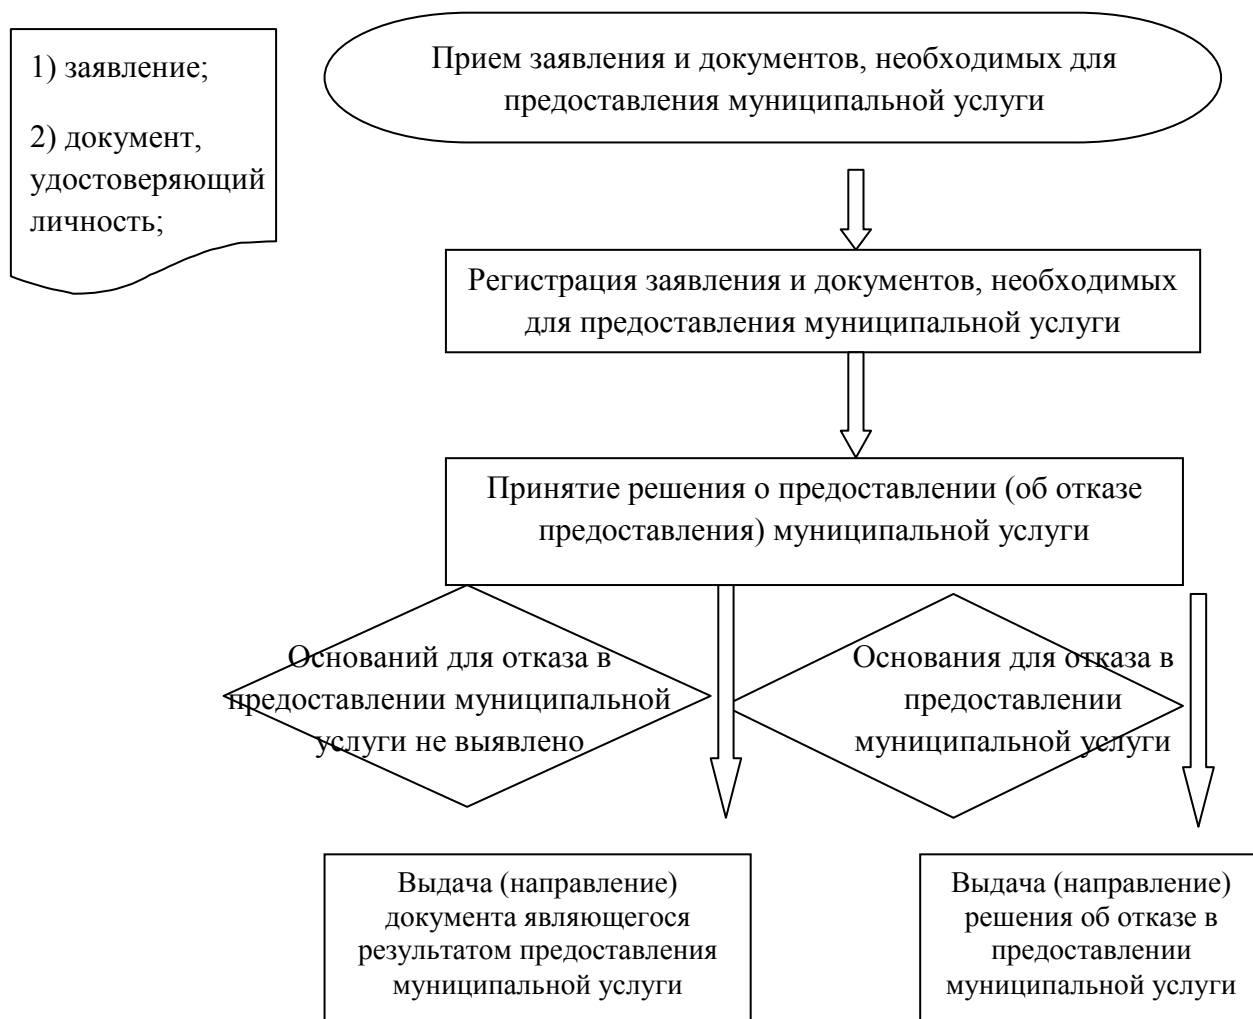 1) заявление;
2) документ,
удостоверяющий
личность;
Прием заявления и документов, необходимых для
предоставления муниципальной услуги
Регистрация заявления и документов, необходимых
для предоставления муниципальной услуги
Принятие решения о предоставлении (об отказе
предоставления) муниципальной услуги
Оснований для отказа в
предоставлении муниципальной
услуги не выявлено
Основания для отказа в
предоставлении
муниципальной услуги
Выдача (направление)
документа являющегося
результатом предоставления
муниципальной услуги
Выдача (направление)
решения об отказе в
предоставлении
муниципальной услуги